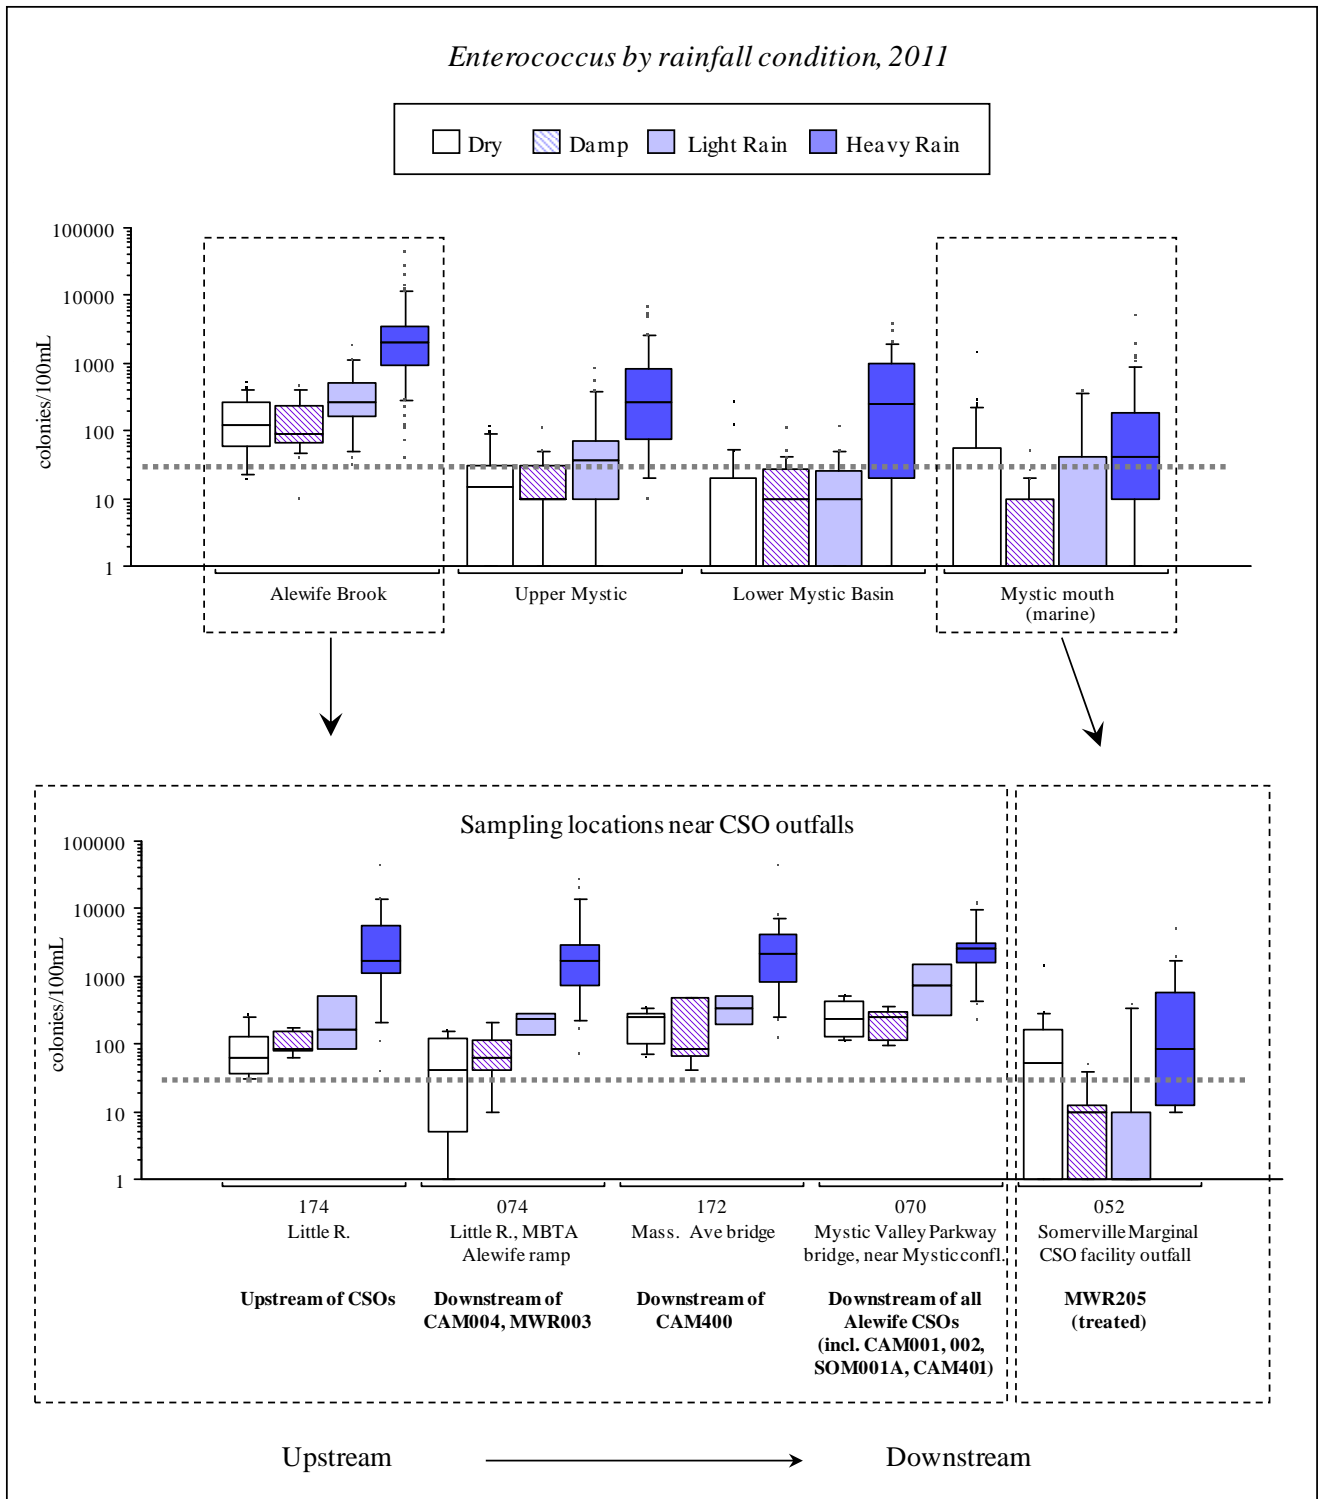 Enterococcus by rainfall condition, 2011
Dry Damp Light Rain Heavy Rain
100000
10000
1000
100
10
1
colonies/100mL
Alewife Brook Upper Mystic Lower Mystic Basin Mystic mouth
(marine)
Sampling locations near CSO outfalls
100000
10000
1000
100
10
1
colonies/100mL
174 074 172 070 052
Little R. Little R., MBTA Mass. Ave bridge Mystic Valley Parkway Somerville Marginal
Alewife ramp bridge, near Mystic confl. CSO facility outfall
Upstream of CSOs Downstream of Downstream of Downstream of all MWR205
CAM004, MWR003 CAM400 Alewife CSOs (treated)
(incl. CAM001, 002,
SOM001A, CAM401)
Upstream Downstream